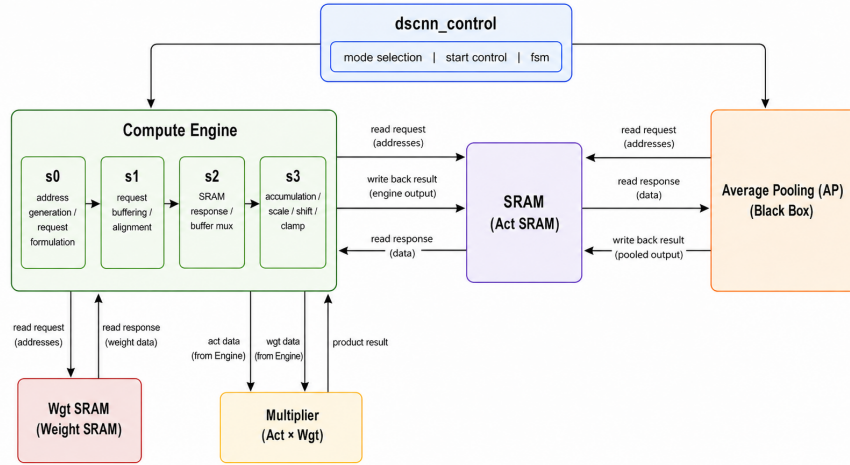 dscnn_control
mode selection | start control | fsm
Compute Engine
s0
address
generation /
request
formulation
s1
request
buffering /
alignment
s2
SRAM
response /
buffer mux
s3
accumulation /
scale / shift /
clamp
read request
(addresses)
write back result
(engine output)
read response
(data)
SRAM
(Act SRAM)
read request
(addresses)
read response
(data)
write back result
(pooled output)
Average Pooling (AP)
(Black Box)
read request
(addresses)
read response
(weight data)
act data
(from Engine)
wgt data
(from Engine)
product result
Wgt SRAM
(Weight SRAM)
Multiplier
(Act × Wgt)